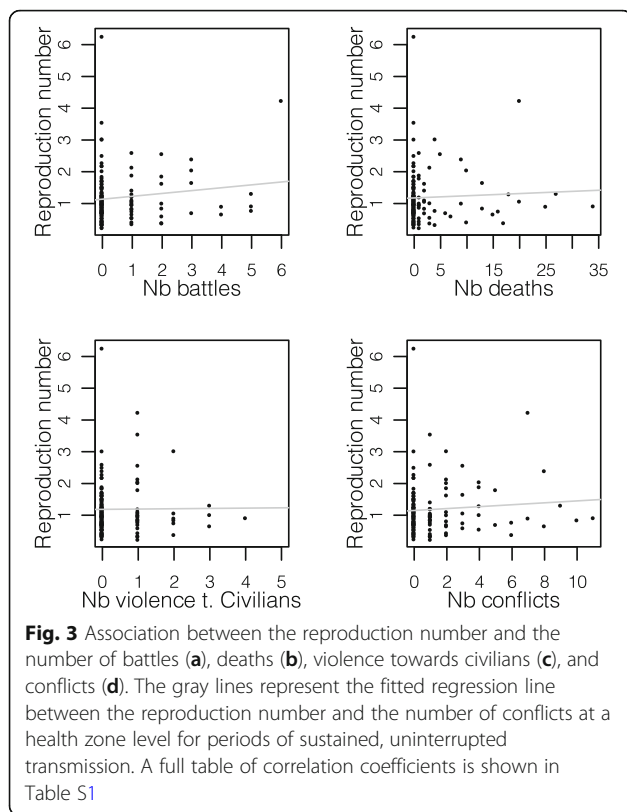 Reproduction number
6
5
4
3
2
1
0 1 2 3 4 5 6
Nb battles
Reproduction number
6
5
4
3
2
1
0 5 15 25 35
Nb deaths
Reproduction number
6
5
4
3
2
1
0 1 2 3 4 5
Nb violence t. Civilians
Reproduction number
6
5
4
3
2
1
0 2 4 6 8 10
Nb conflicts
Fig. 3 Association between the reproduction number and the
number of battles (a), deaths (b), violence towards civilians (c), and
conflicts (d). The gray lines represent the fitted regression line
between the reproduction number and the number of conflicts at a
health zone level for periods of sustained, uninterrupted
transmission. A full table of correlation coefficients is shown in
Table S1